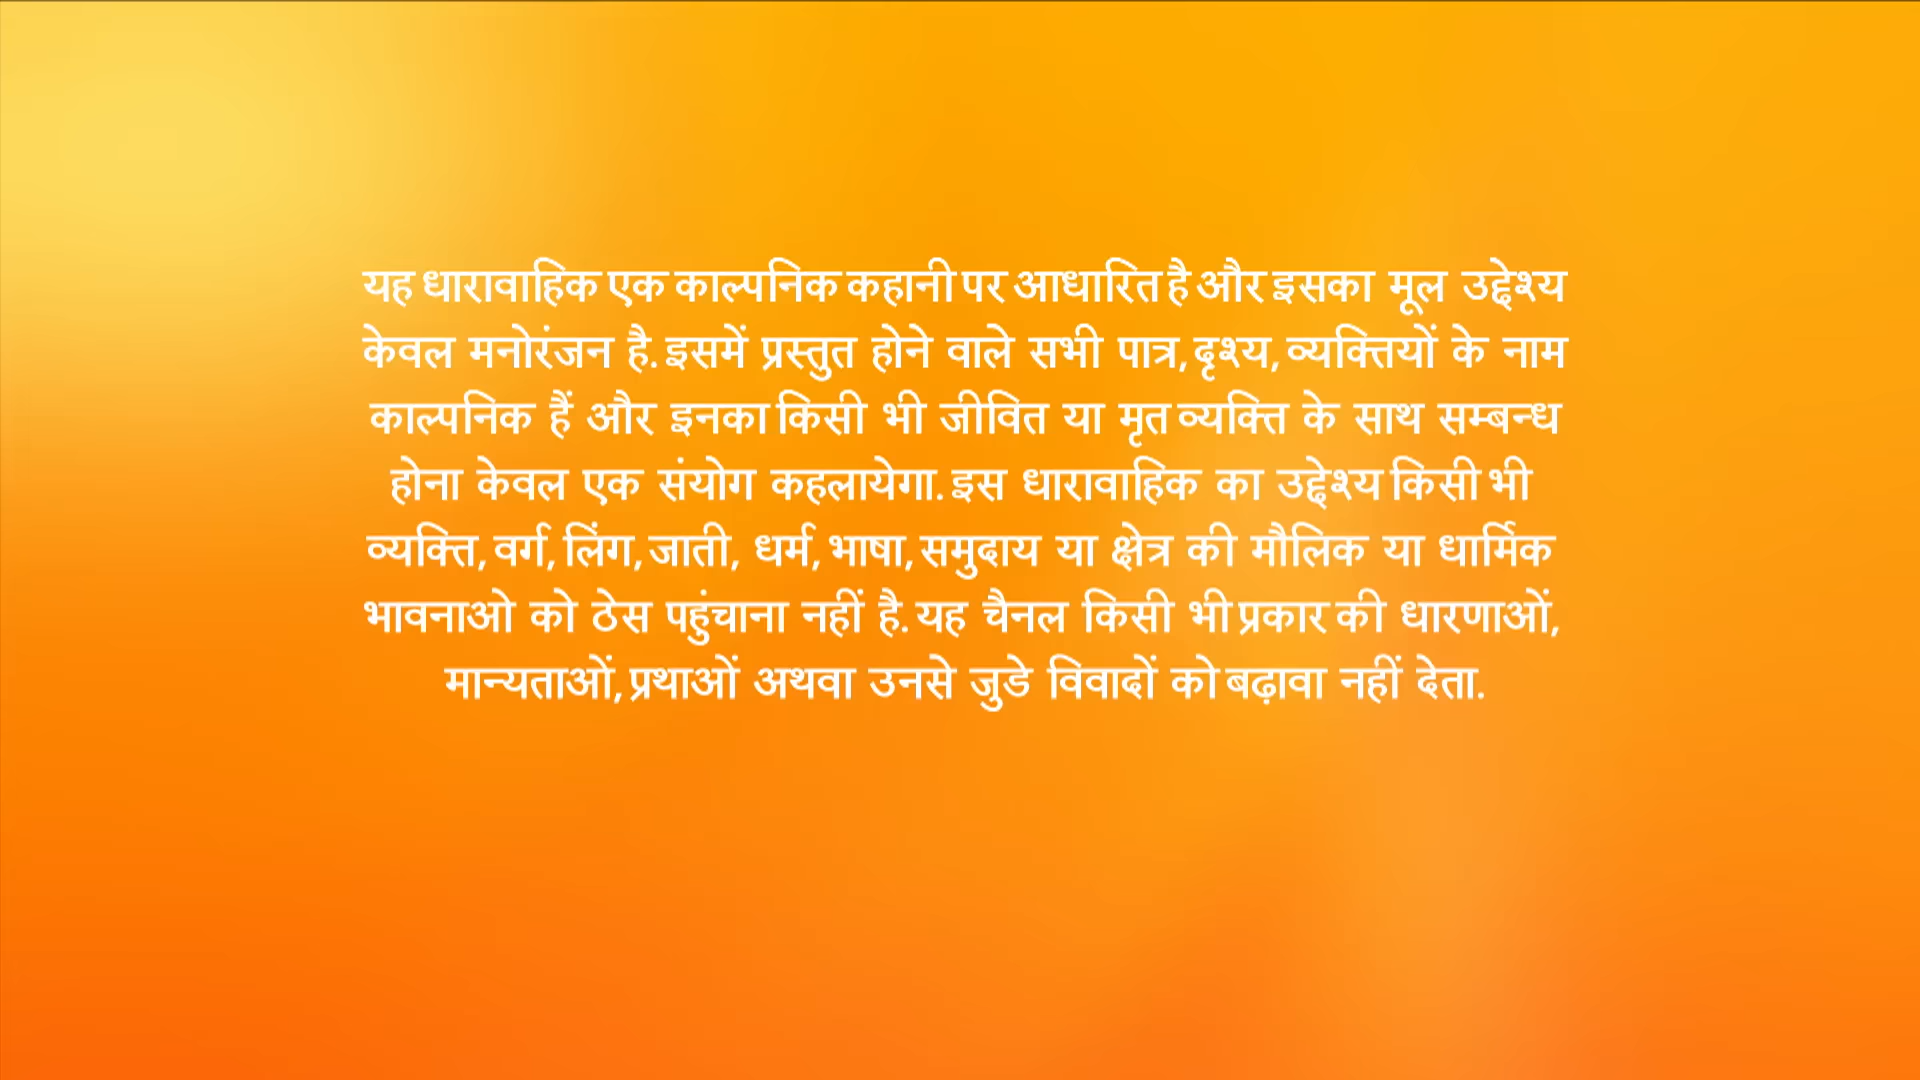 यह धारावाहिक एक काल्पनिक कहानी पर आधारित है और इसका मूल उद्देश्य
केवल मनोरंजन है. इसमें प्रस्तुत होने वाले सभी पात्र, दृश्य, व्यक्तियों के नाम
काल्पनिक हैं और इनका किसी भी जीवित या मृत व्यक्ति के साथ सम्बन्ध
होना केवल एक संयोग कहलायेगा. इस धारावाहिक का उद्देश्य किसी भी
व्यक्ति, वर्ग, लिंग, जाती, धर्म, भाषा, समुदाय या क्षेत्र की मौलिक या धार्मिक
भावनाओ को ठेस पहुंचाना नहीं है. यह चैनल किसी भी प्रकार की धारणाओं,
मान्यताओं, प्रथाओं अथवा उनसे जुडे विवादों को बढ़ावा नहीं देता.